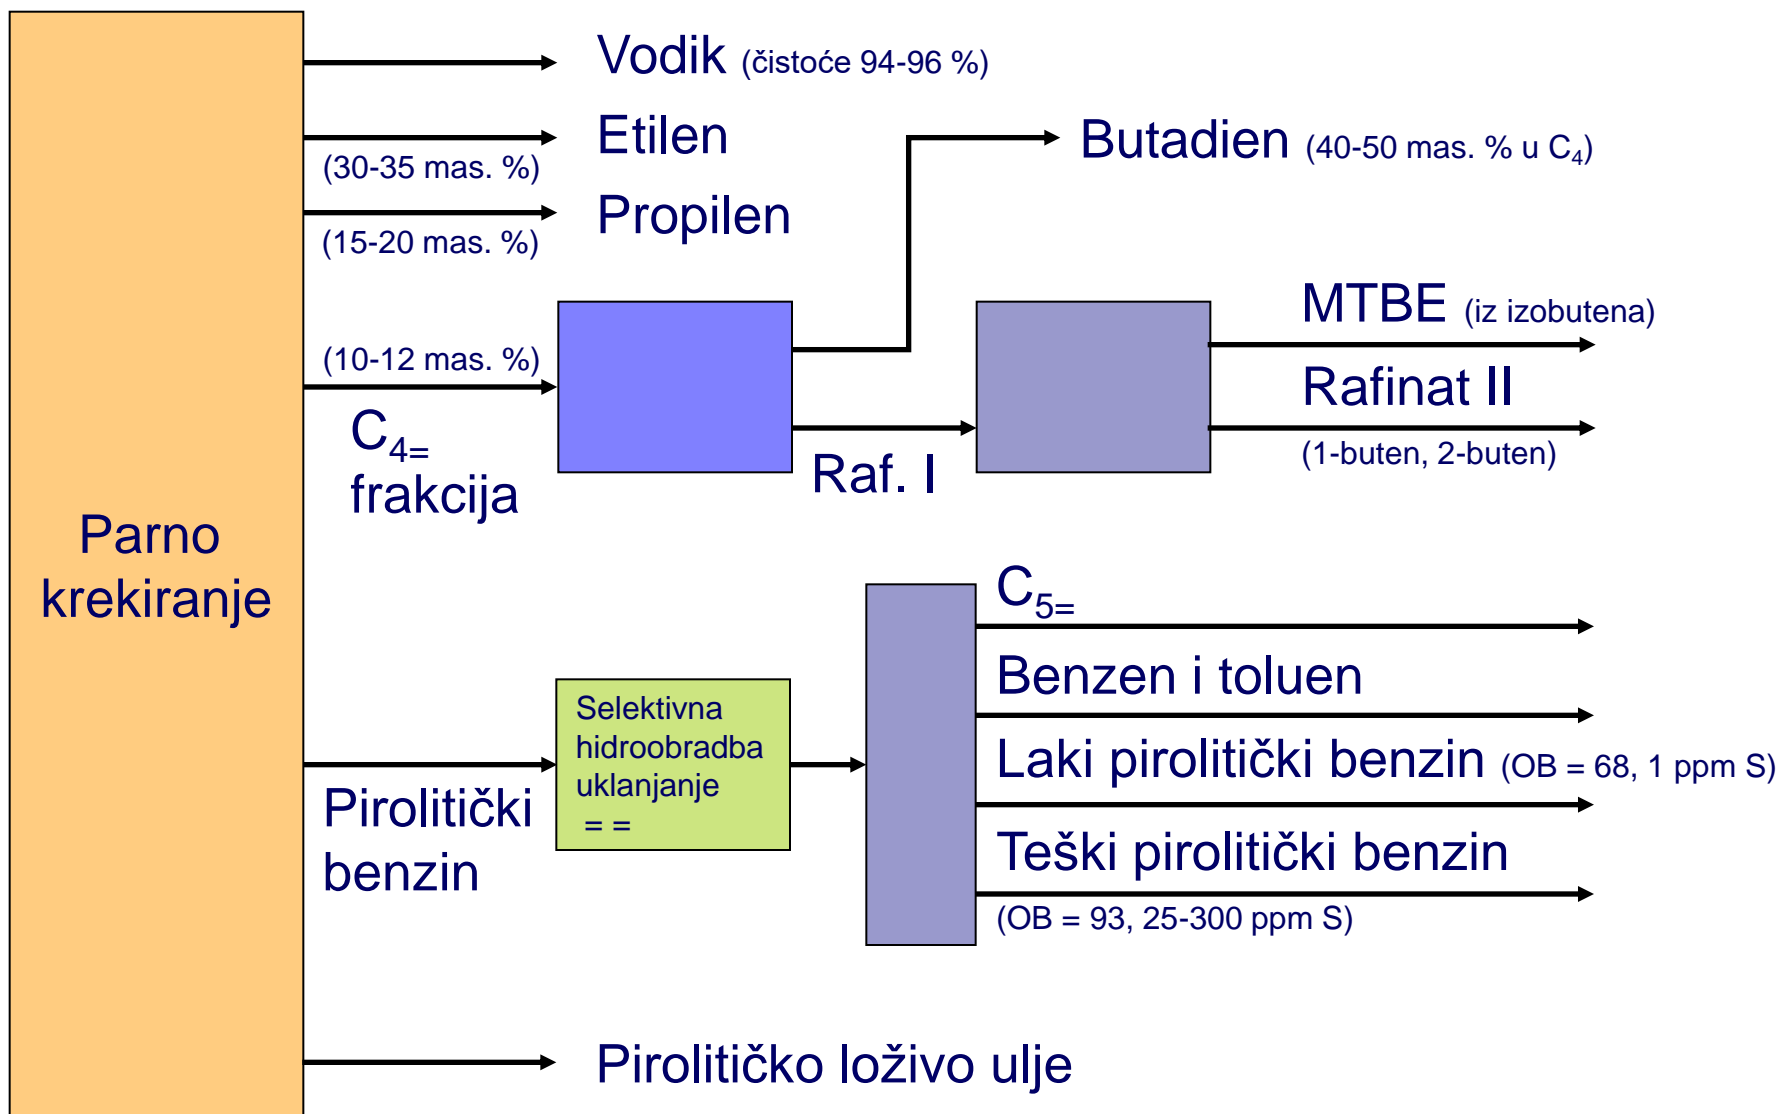 Vodik (čistoće 94-96 %)
Etilen
(30-35 mas. %)
Butadien (40-50 mas. % u C₄)
Propilen
(15-20 mas. %)
MTBE (iz izobutena)
(10-12 mas. %)
C₄₌
frakcija
Raf. I
Rafinat II
(1-buten, 2-buten)
Parno
krekiranje
C₅₌
Benzen i toluen
Selektivna
hidroobradba
uklanjanje
= =
Laki pirolitički benzin (OB = 68, 1 ppm S)
Pirolitički
benzin
Teški pirolitički benzin
(OB = 93, 25-300 ppm S)
Pirolitičko loživo ulje